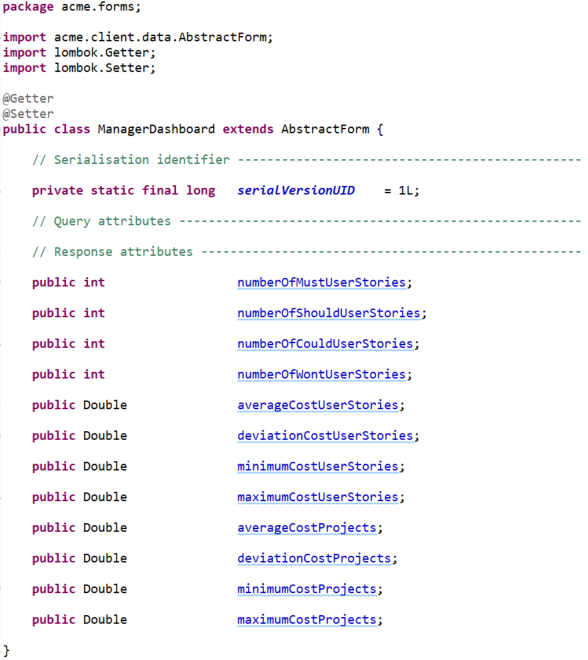 package acme.forms;
import acme.client.data.AbstractForm;
import lombok.Getter;
import lombok.Setter;
@Getter
@Setter
public class ManagerDashboard extends AbstractForm {
// Serialisation identifier -----------------------------------------------
private static final long serialVersionUID = 1L;
// Query attributes -------------------------------------------------------
// Response attributes ----------------------------------------------------
public int numberOfMustUserStories;
public int numberOfShouldUserStories;
public int numberOfCouldUserStories;
public int numberOfWontUserStories;
public Double averageCostUserStories;
public Double deviationCostUserStories;
public Double minimumCostUserStories;
public Double maximumCostUserStories;
public Double averageCostProjects;
public Double deviationCostProjects;
public Double minimumCostProjects;
public Double maximumCostProjects;
}